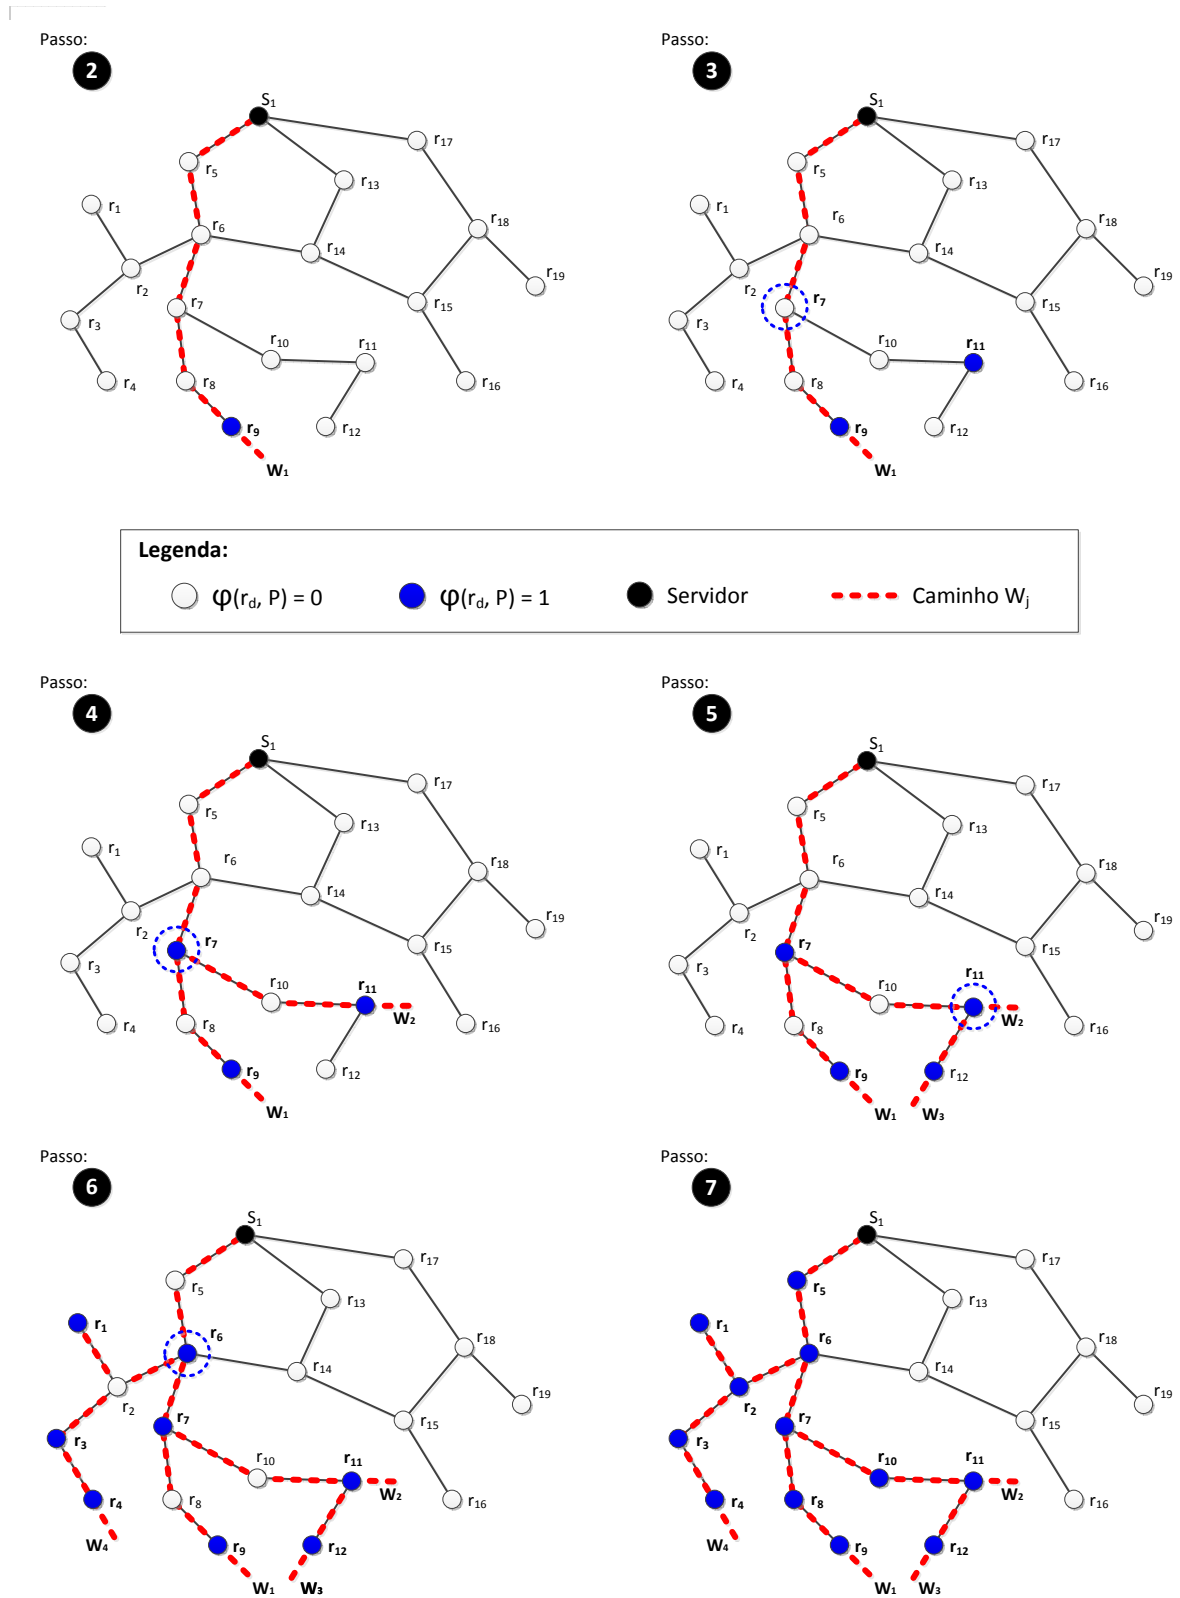 Passo:
2
S1
r17
r5
r13
r1
r6
r18
r14
r2
r19
r7
r15
r3
r10
r11
r8
r4
r16
r9
r12
W1
Passo:
3
S1
r17
r5
r13
r1
r6
r18
r14
r2
r19
r7
r15
r3
r10
r11
r8
r4
r16
r9
r12
W1
Legenda:
φ(rd, P) = 0
φ(rd, P) = 1
Servidor
Caminho Wj
Passo:
4
S1
r17
r5
r13
r1
r6
r18
r14
r2
r7
r19
r15
r3
r10
r11
r8
W2
r4
r16
r9
r12
W1
Passo:
5
S1
r17
r5
r13
r1
r6
r18
r14
r2
r7
r19
r15
r3
r11
r10
r8
W2
r4
r16
r9
r12
W1
W3
Passo:
6
S1
r17
r5
r13
r1
r6
r18
r14
r2
r19
r7
r15
r3
r10
r11
W2
r4
r8
r16
W4
r9
r12
W1
W3
Passo:
7
S1
r17
r5
r13
r1
r6
r18
r14
r2
r19
r7
r15
r3
r10
r11
W2
r4
r8
r16
W4
r9
r12
W1
W3